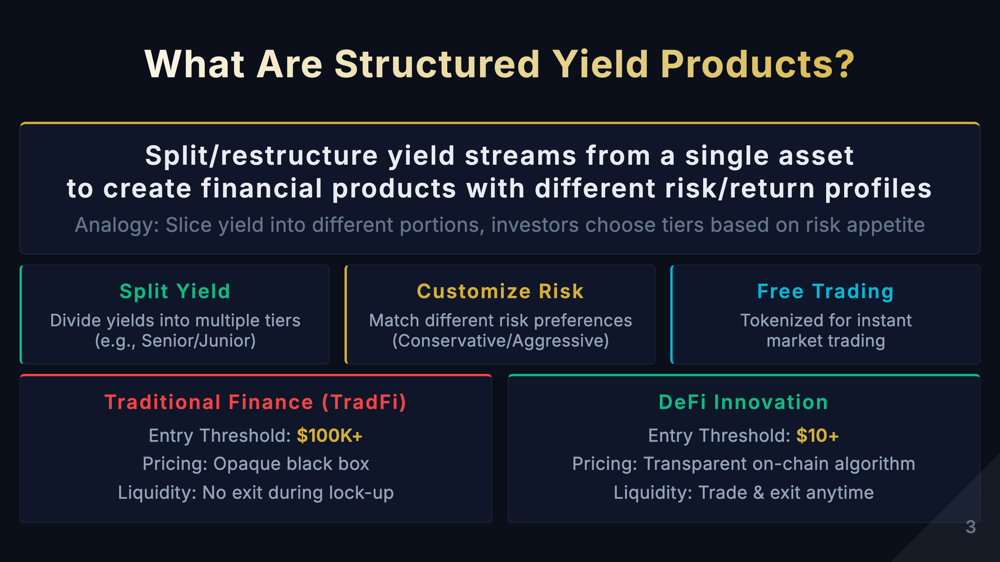 What Are Structured Yield Products?
Split/restructure yield streams from a single asset
to create financial products with different risk/return profiles
Analogy: Slice yield into different portions, investors choose tiers based on risk appetite
Split Yield
Divide yields into multiple tiers
(e.g., Senior/Junior)
Customize Risk
Match different risk preferences
(Conservative/Aggressive)
Free Trading
Tokenized for instant
market trading
Traditional Finance (TradFi)
Entry Threshold: $100K+
Pricing: Opaque black box
Liquidity: No exit during lock-up
DeFi Innovation
Entry Threshold: $10+
Pricing: Transparent on-chain algorithm
Liquidity: Trade & exit anytime
3